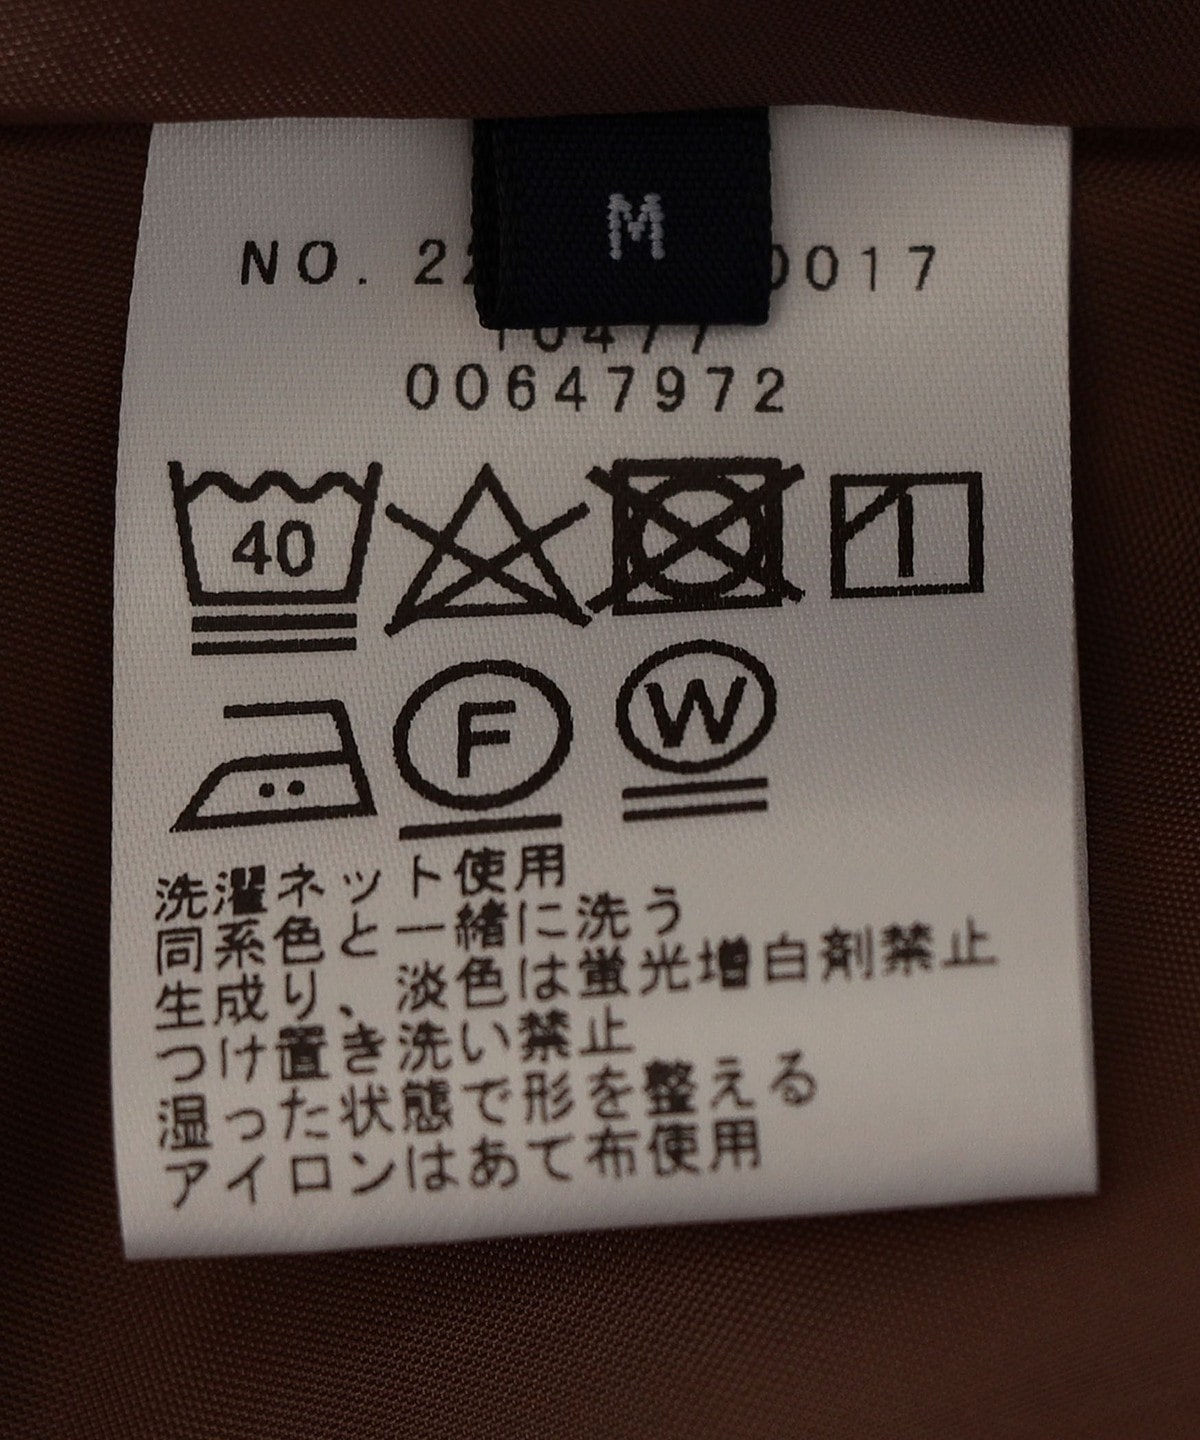 M
NO. 22 0017
10477
00647972
40
F
W
洗濯ネット使用
同系色と一緒に洗う
生成り、淡色は蛍光増白剤禁止
つけ置き洗い禁止
湿った状態で形を整える
アイロンはあて布使用